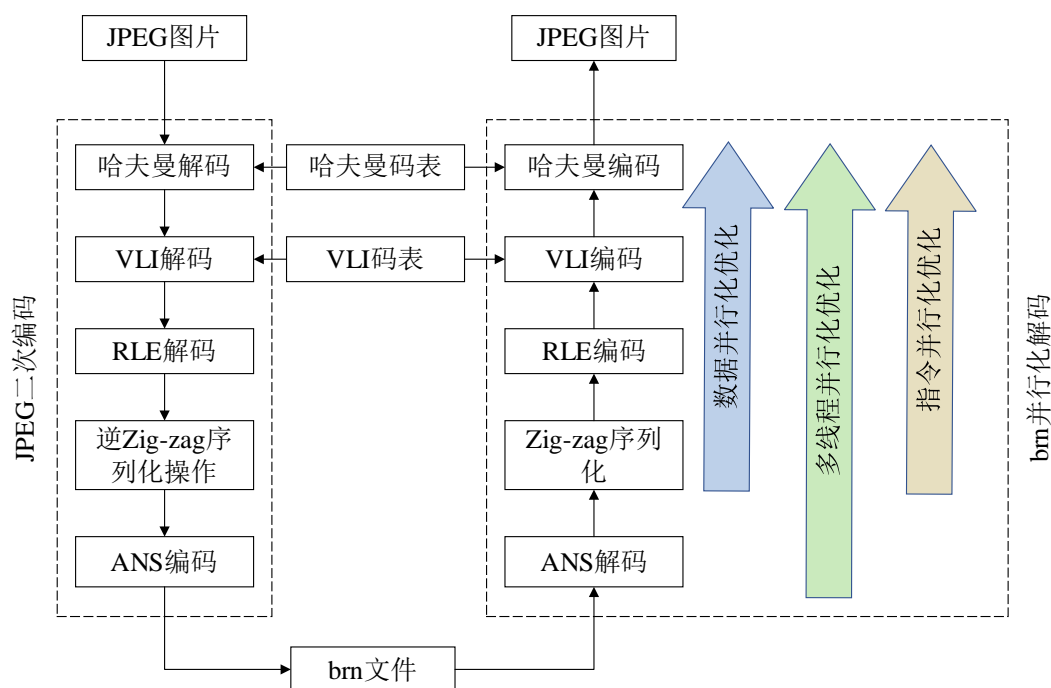 JPEG图片
JPEG图片
哈夫曼解码
哈夫曼码表
哈夫曼编码
VLI解码
VLI码表
VLI编码
RLE解码
RLE编码
逆Zig-zag序
列化操作
Zig-zag序列
化
ANS编码
ANS解码
brn文件
JPEG二次编码
数据并行化优化
多线程并行化优化
指令并行化优化
brn并行化解码